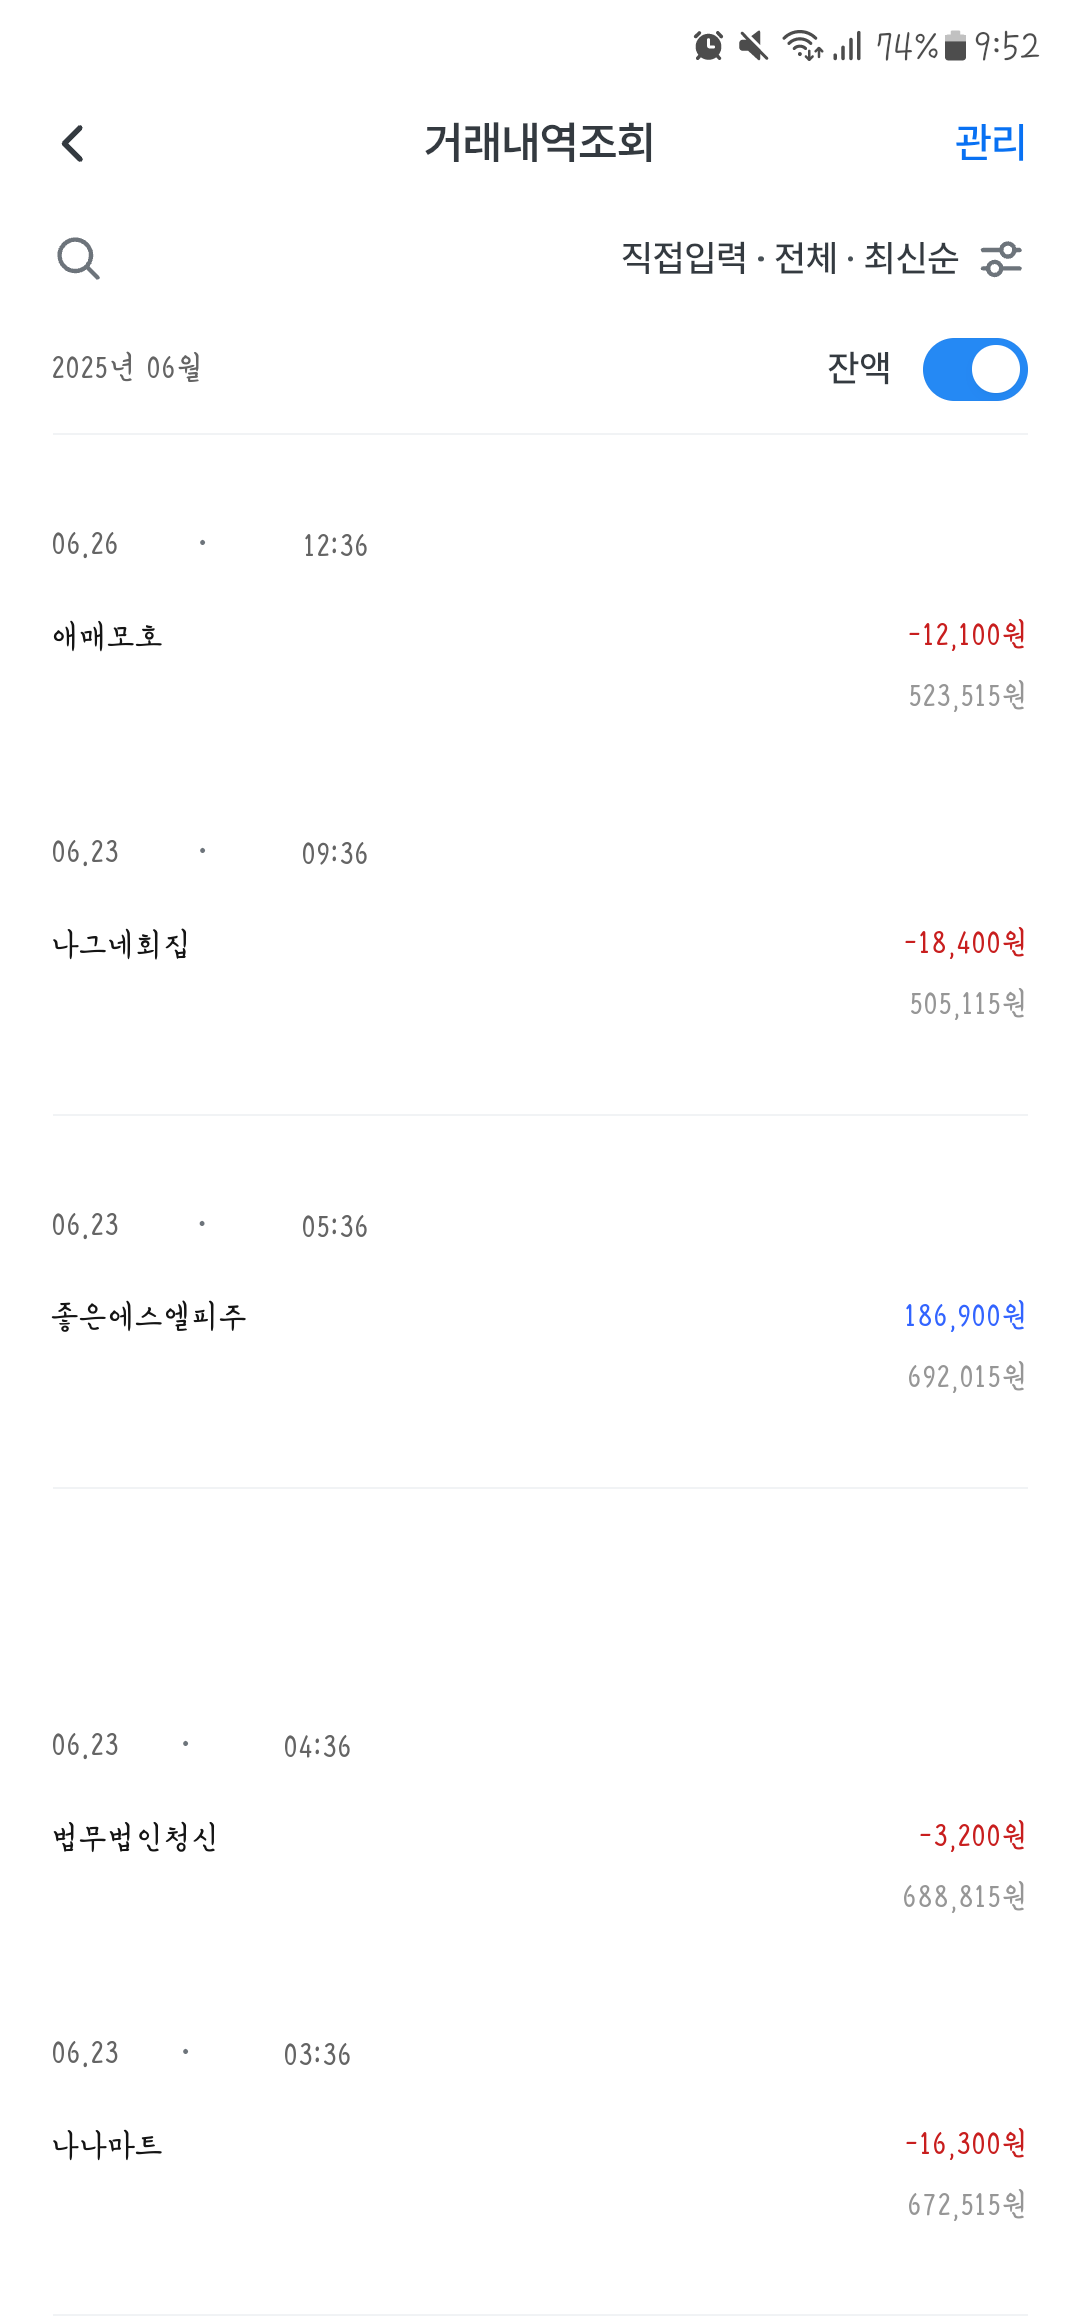 74% 9:52
거래내역조회 관리
직접입력 · 전체 · 최신순
2025년 06월 잔액
06.26 · 12:36
애매모호 -12,100원
523,515원
06.23 · 09:36
나그네회집 -18,400원
505,115원
06.23 · 05:36
좋은에스엘피주 186,900원
692,015원
06.23 · 04:36
법무법인청신 -3,200원
688,815원
06.23 · 03:36
나나마트 -16,300원
672,515원